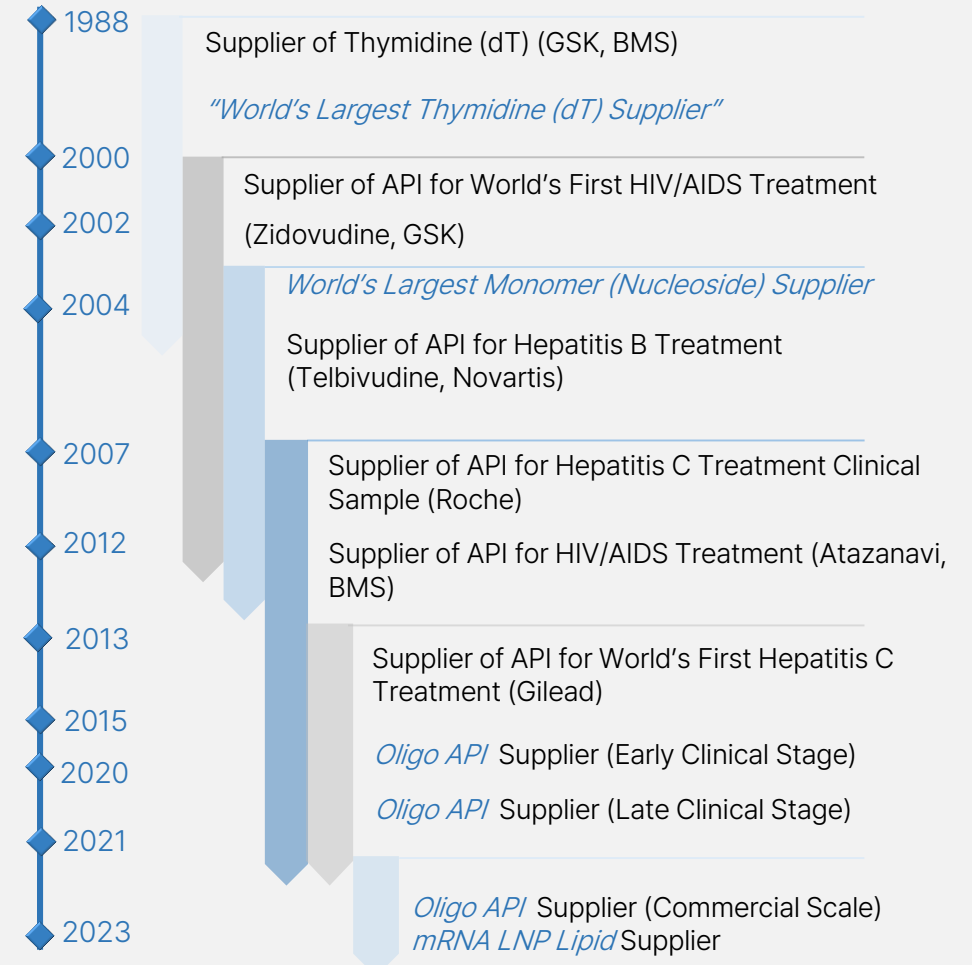 1988
Supplier of Thymidine (dT) (GSK, BMS)
“World’s Largest Thymidine (dT) Supplier”
2000
Supplier of API for World’s First HIV/AIDS Treatment
2002
(Zidovudine, GSK)
World’s Largest Monomer (Nucleoside) Supplier
2004
Supplier of API for Hepatitis B Treatment
(Telbivudine, Novartis)
2007
Supplier of API for Hepatitis C Treatment Clinical
Sample (Roche)
2012
Supplier of API for HIV/AIDS Treatment (Atazanavi,
BMS)
2013
Supplier of API for World’s First Hepatitis C
Treatment (Gilead)
2015
Oligo API Supplier (Early Clinical Stage)
2020
Oligo API Supplier (Late Clinical Stage)
2021
Oligo API Supplier (Commercial Scale)
2023
mRNA LNP Lipid Supplier